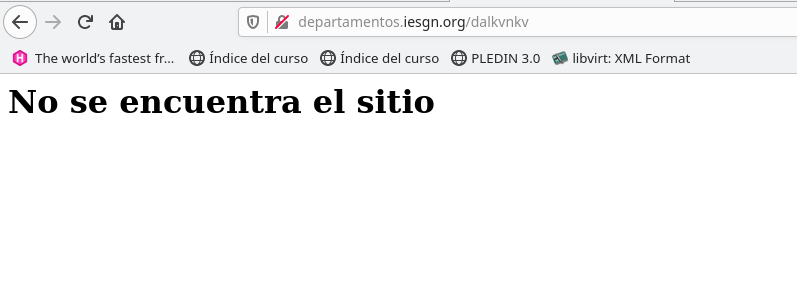 departamentos.iesgn.org/dalkvnkv
The world's fastest fr... Índice del curso Índice del curso PLEDIN 3.0 libvirt: XML Format
No se encuentra el sitio